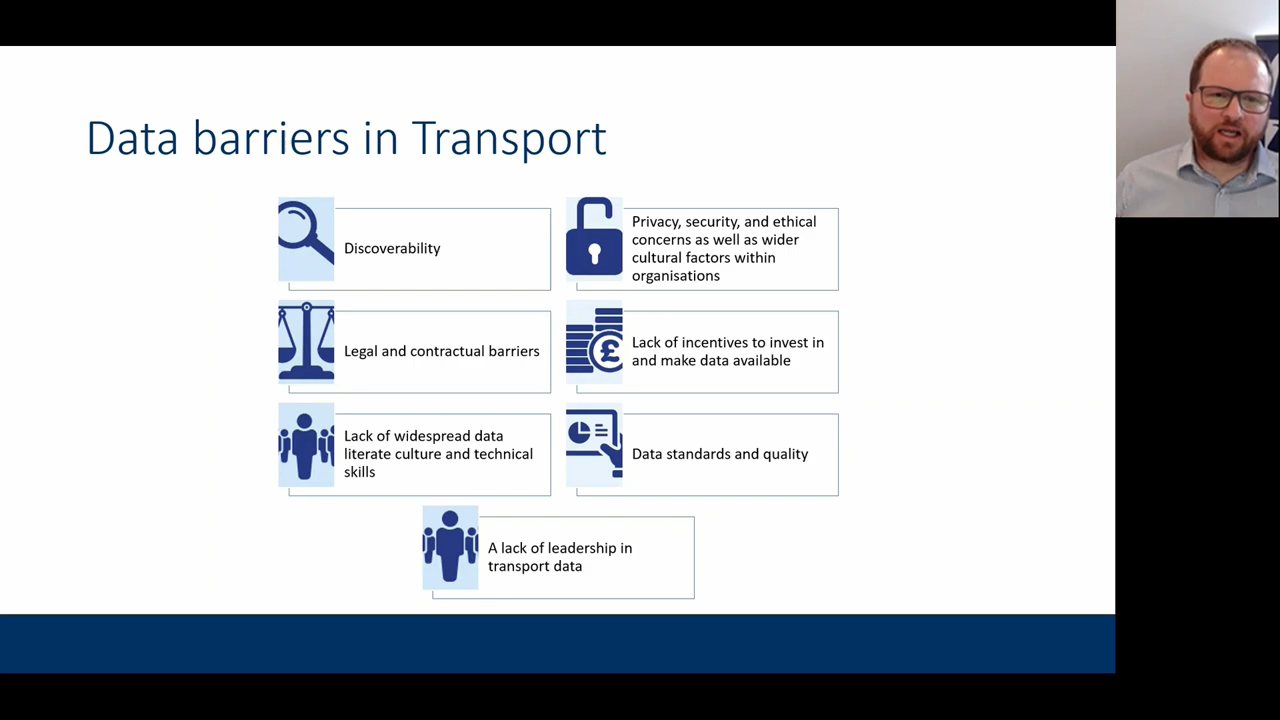 Data barriers in Transport
Discoverability
Privacy, security, and ethical
concerns as well as wider
cultural factors within
organisations
Legal and contractual barriers
Lack of incentives to invest in
and make data available
£
Lack of widespread data
literate culture and technical
skills
Data standards and quality
A lack of leadership in
transport data